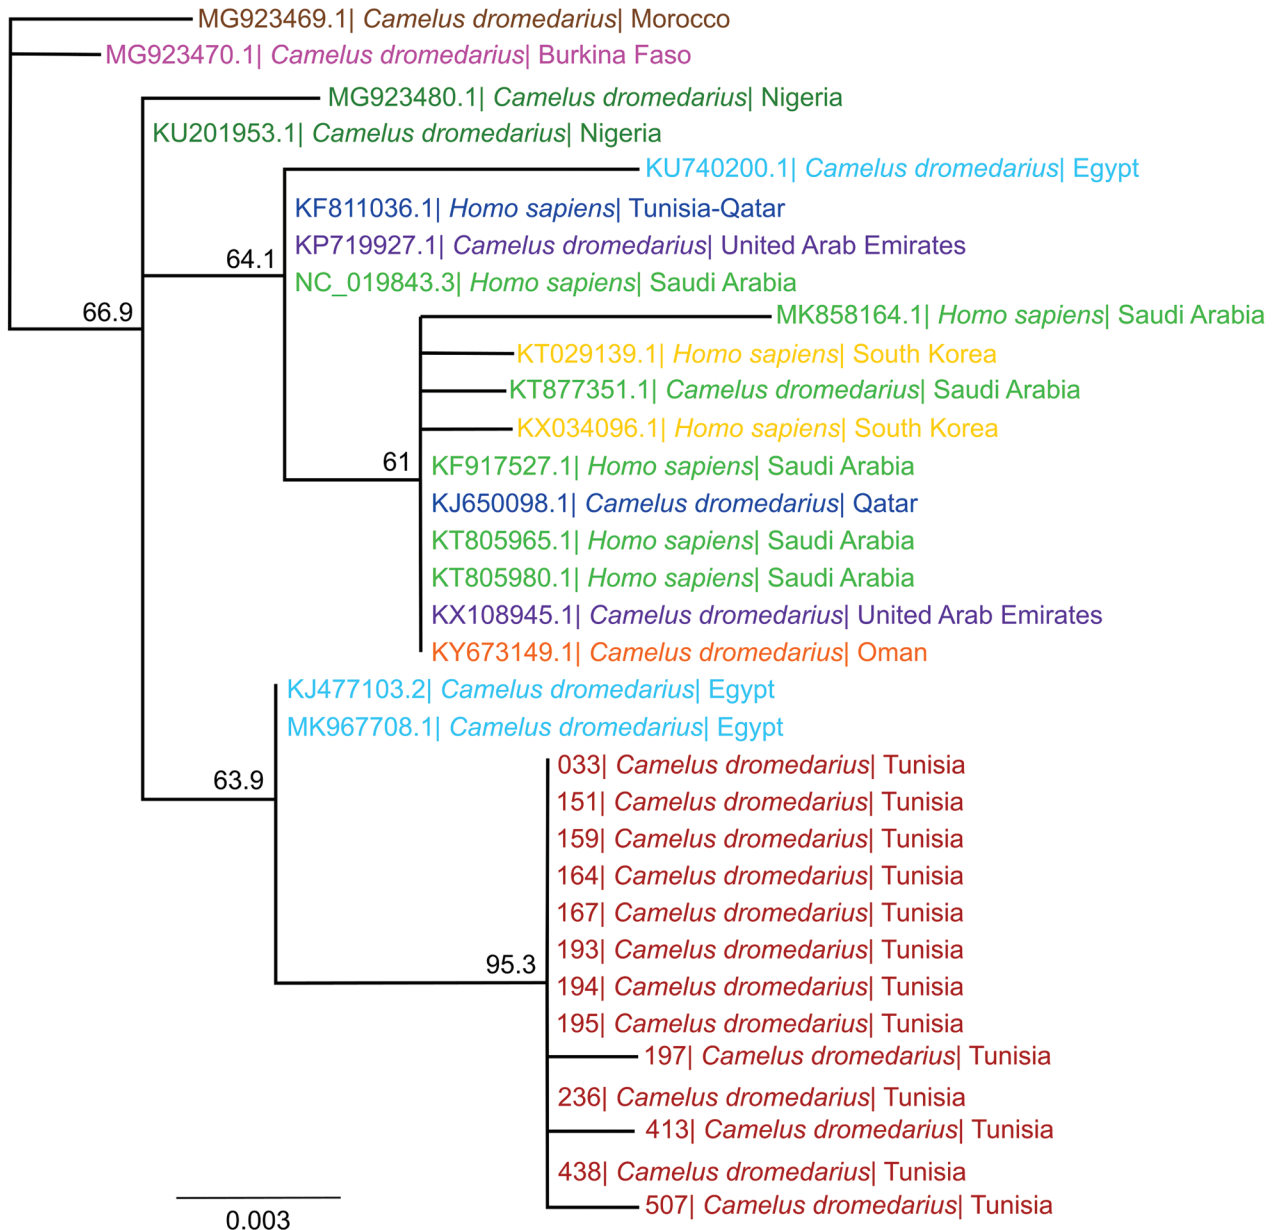 MG923469.1| Camelus dromedarius| Morocco
MG923470.1| Camelus dromedarius| Burkina Faso
MG923480.1| Camelus dromedarius| Nigeria
KU201953.1| Camelus dromedarius| Nigeria
KU740200.1| Camelus dromedarius| Egypt
KF811036.1| Homo sapiens| Tunisia-Qatar
KP719927.1| Camelus dromedarius| United Arab Emirates
64.1
NC_019843.3| Homo sapiens| Saudi Arabia
66.9
MK858164.1| Homo sapiens| Saudi Arabia
KT029139.1| Homo sapiens| South Korea
KT877351.1| Camelus dromedarius| Saudi Arabia
KX034096.1| Homo sapiens| South Korea
61
KF917527.1| Homo sapiens| Saudi Arabia
KJ650098.1| Camelus dromedarius| Qatar
KT805965.1| Homo sapiens| Saudi Arabia
KT805980.1| Homo sapiens| Saudi Arabia
KX108945.1| Camelus dromedarius| United Arab Emirates
KY673149.1| Camelus dromedarius| Oman
KJ477103.2| Camelus dromedarius| Egypt
MK967708.1| Camelus dromedarius| Egypt
033| Camelus dromedarius| Tunisia
63.9
151| Camelus dromedarius| Tunisia
159| Camelus dromedarius| Tunisia
164| Camelus dromedarius| Tunisia
167| Camelus dromedarius| Tunisia
193| Camelus dromedarius| Tunisia
95.3
194| Camelus dromedarius| Tunisia
195| Camelus dromedarius| Tunisia
197| Camelus dromedarius| Tunisia
236| Camelus dromedarius| Tunisia
413| Camelus dromedarius| Tunisia
438| Camelus dromedarius| Tunisia
507| Camelus dromedarius| Tunisia
0.003